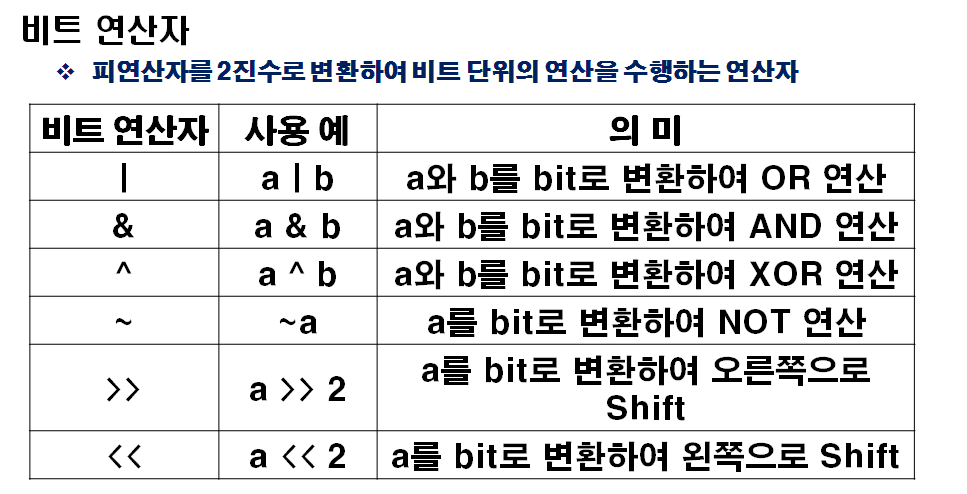 비트 연산자
❖ 피연산자를 2진수로 변환하여 비트 단위의 연산을 수행하는 연산자
비트 연산자 사용 예 의 미
| a | b a와 b를 bit로 변환하여 OR 연산
& a & b a와 b를 bit로 변환하여 AND 연산
^ a ^ b a와 b를 bit로 변환하여 XOR 연산
~ ~a a를 bit로 변환하여 NOT 연산
>> a >> 2 a를 bit로 변환하여 오른쪽으로
Shift
<< a << 2 a를 bit로 변환하여 왼쪽으로 Shift